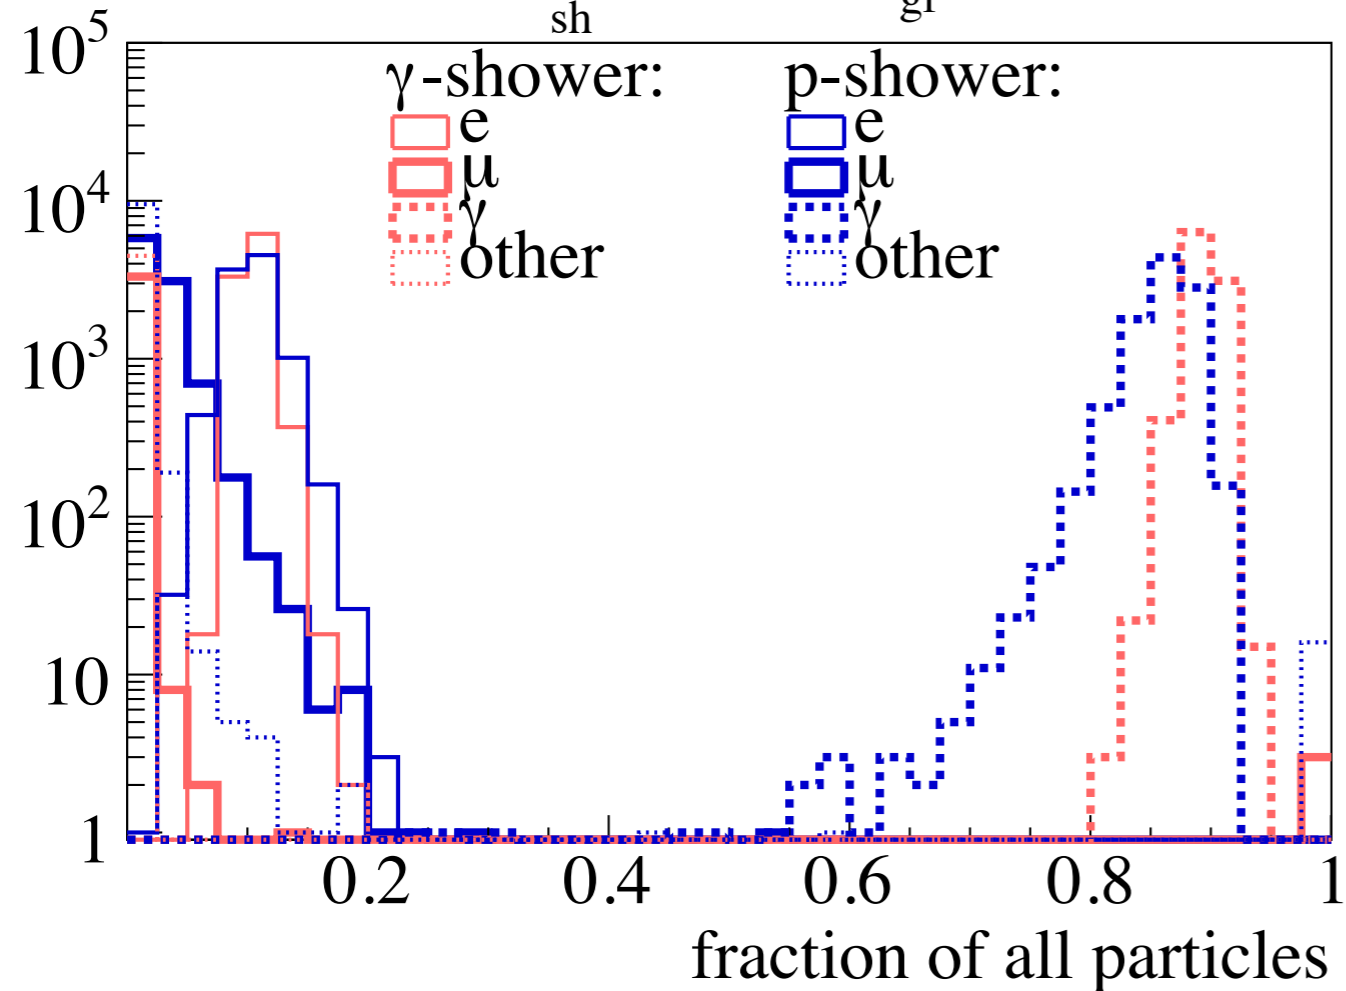 sh gr
10^5
γ-shower: p-shower:
e e
μ μ
γ γ
other other
10^4
10^3
10^2
10
1
0.2 0.4 0.6 0.8 1
fraction of all particles